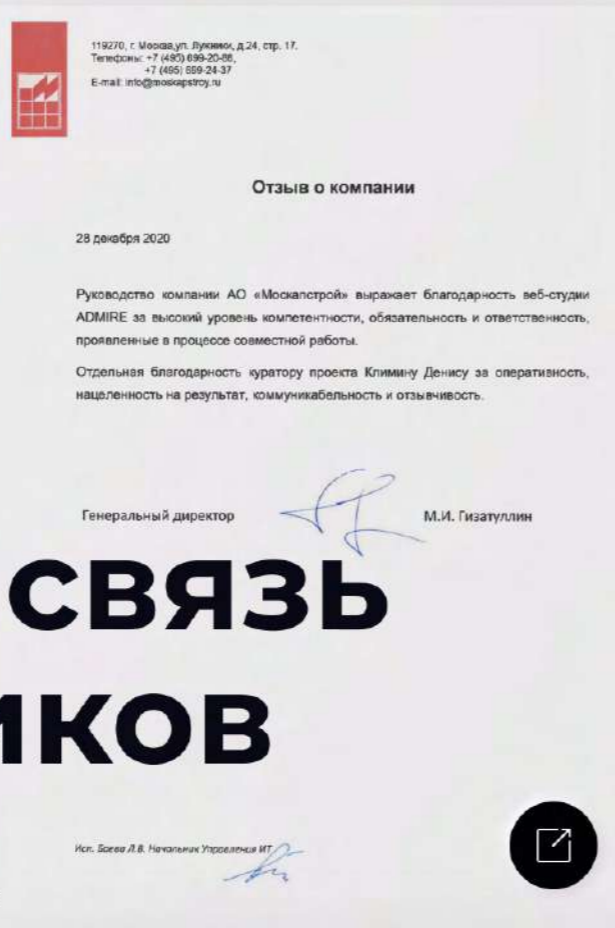 119270, г. Москва, ул. Лужники, д.24, стр. 17.
Телефоны: +7 (495) 699-20-86,
+7 (495) 699-24-37
E-mail: info@moskapstroy.ru
Отзыв о компании
28 декабря 2020
Руководство компании АО «Москапстрой» выражает благодарность веб-студии
ADMIRE за высокий уровень компетентности, обязательность и ответственность,
проявленные в процессе совместной работы.
Отдельная благодарность куратору проекта Климину Денису за оперативность,
нацеленность на результат, коммуникабельность и отзывчивость.
Генеральный директор М.И. Гизатуллин
СВЯЗЬ
ИКОВ
Исп. Баева Л.В. Начальник Управления ИТ